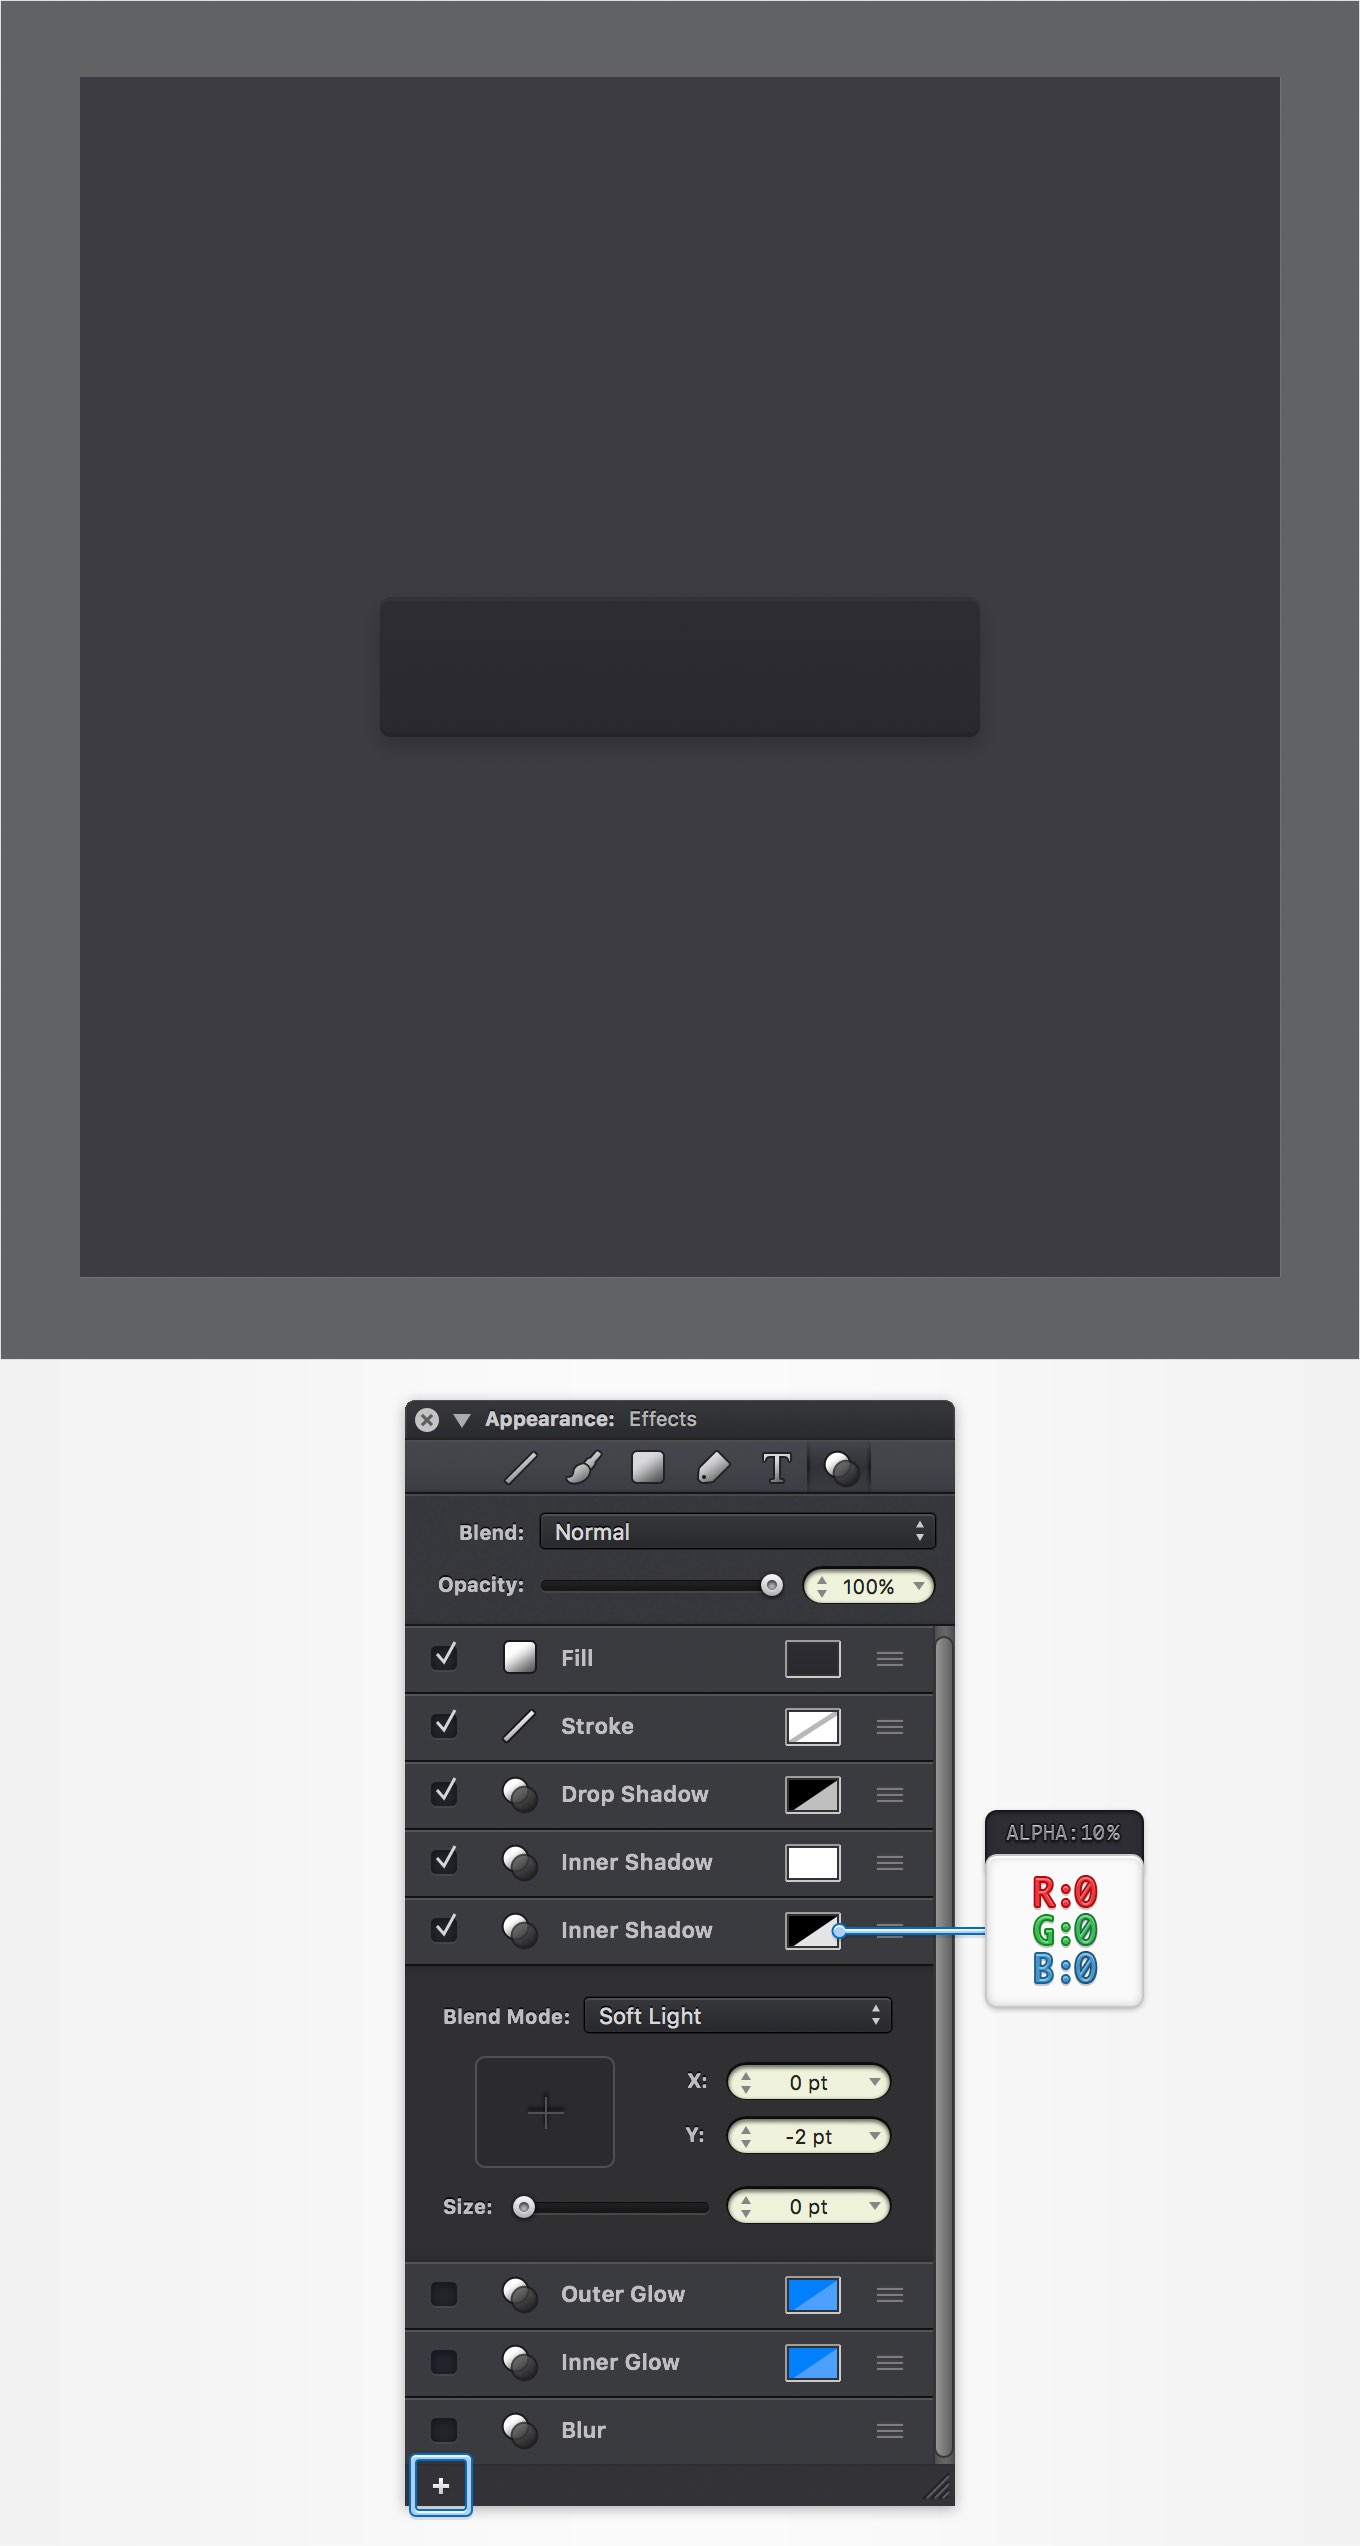 Appearance: Effects
T
Blend: Normal
Opacity: 100%
Fill
Stroke
Drop Shadow
Inner Shadow
Inner Shadow
ALPHA:10%
R:0
G:0
B:0
Blend Mode: Soft Light
X: 0 pt
Y: -2 pt
Size: 0 pt
Outer Glow
Inner Glow
Blur
+